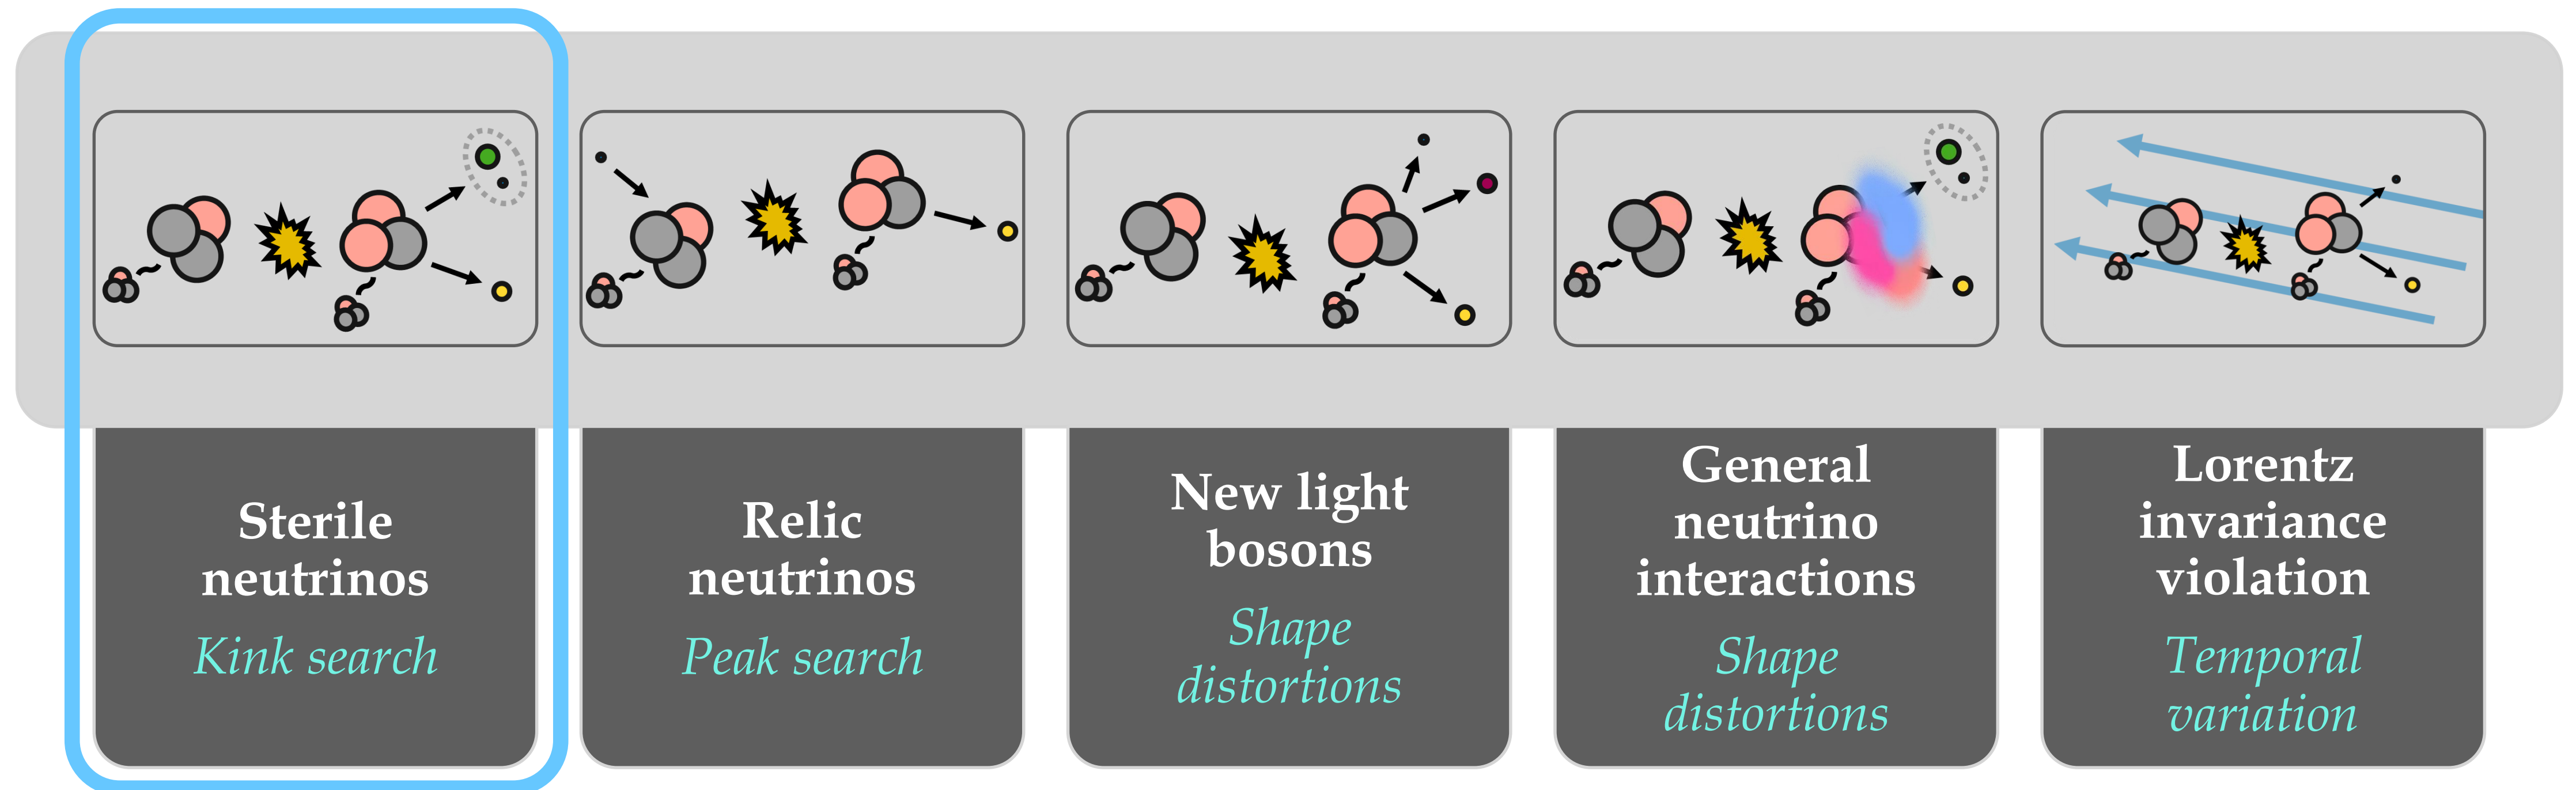 Sterile
neutrinos
Kink search
Relic
neutrinos
Peak search
New light
bosons
Shape
distortions
General
neutrino
interactions
Shape
distortions
Lorentz
invariance
violation
Temporal
variation